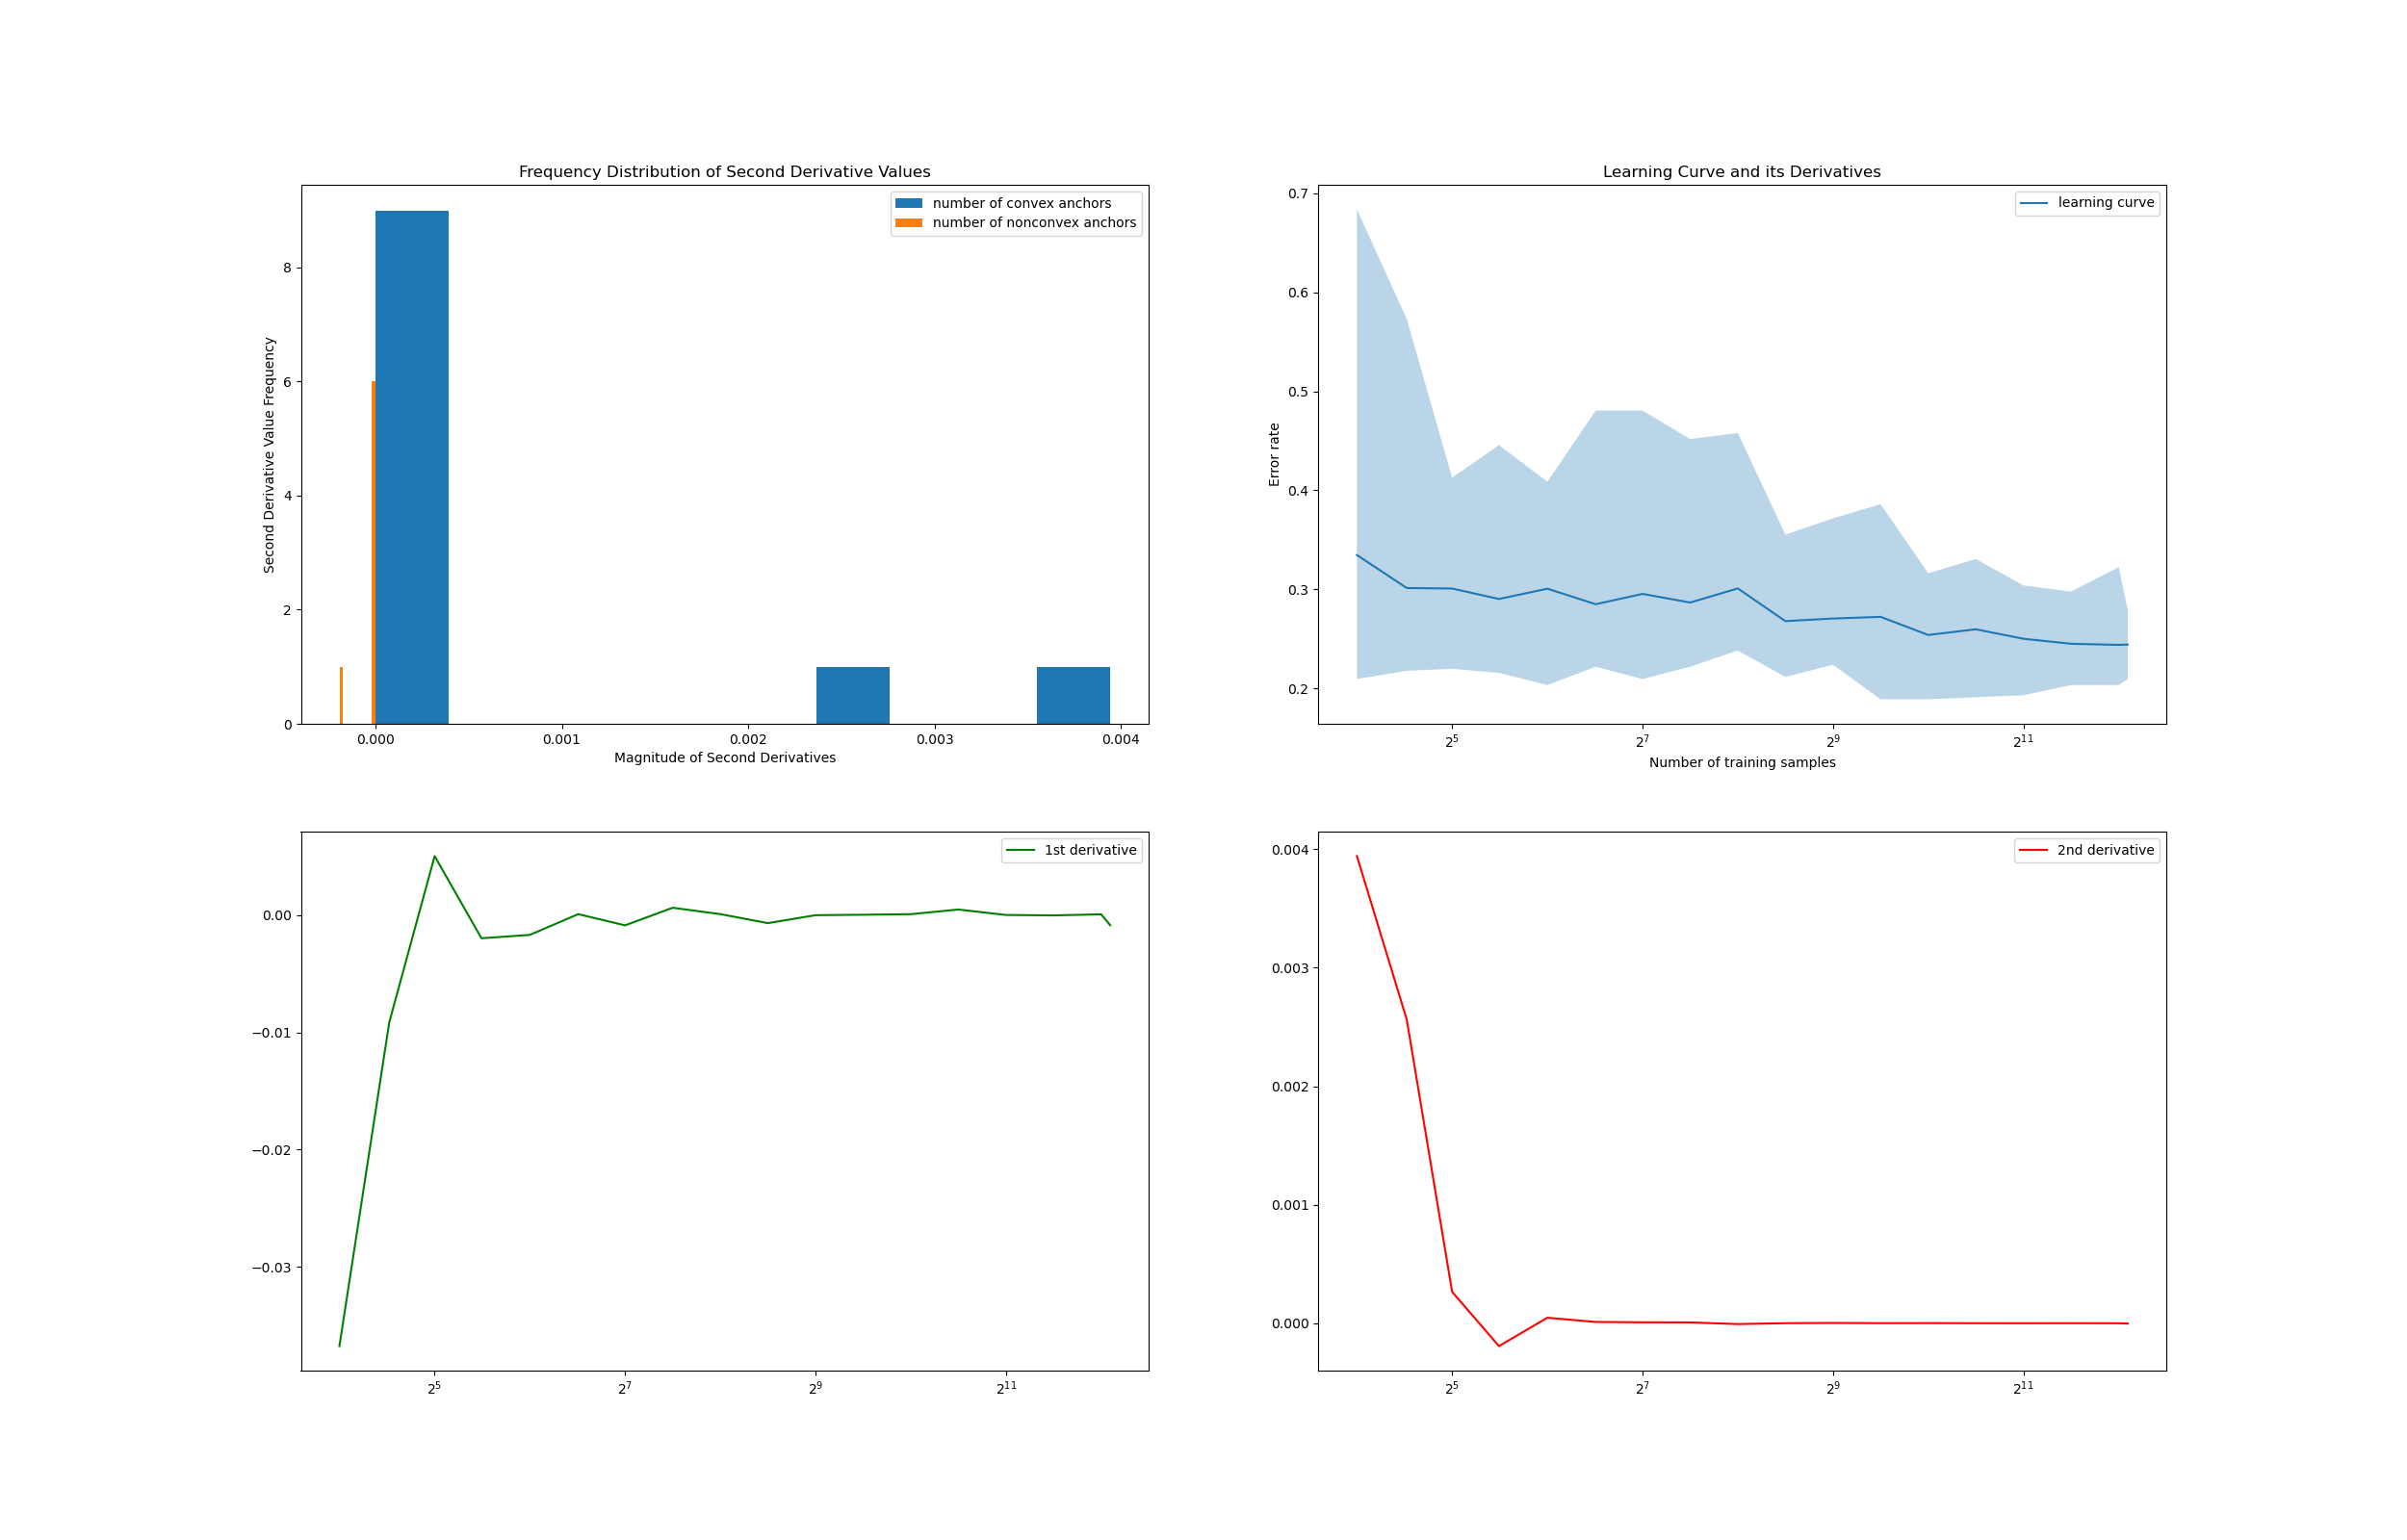 Frequency Distribution of Second Derivative Values
number of convex anchors
number of nonconvex anchors
8
6
4
2
0
Second Derivative Value Frequency
0.000 0.001 0.002 0.003 0.004
Magnitude of Second Derivatives
Learning Curve and its Derivatives
learning curve
0.7
0.6
0.5
0.4
0.3
0.2
Error rate
2^5 2^7 2^9 2^11
Number of training samples
1st derivative
0.00
−0.01
−0.02
−0.03
2^5 2^7 2^9 2^11
2nd derivative
0.004
0.003
0.002
0.001
0.000
2^5 2^7 2^9 2^11